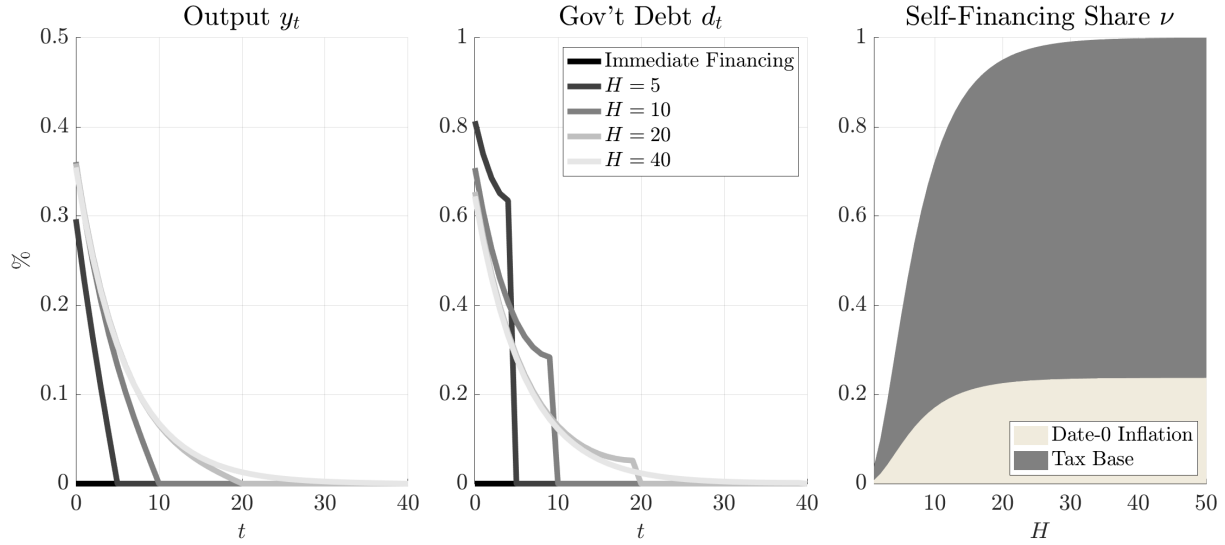 Output y_t
%
0.5
0.4
0.3
0.2
0.1
0
0 10 20 30 40
t
Gov't Debt d_t
1
0.8
0.6
0.4
0.2
0
0 10 20 30 40
t
Immediate Financing
H = 5
H = 10
H = 20
H = 40
Self-Financing Share ν
1
0.8
0.6
0.4
0.2
0
10 20 30 40 50
H
Date-0 Inflation
Tax Base